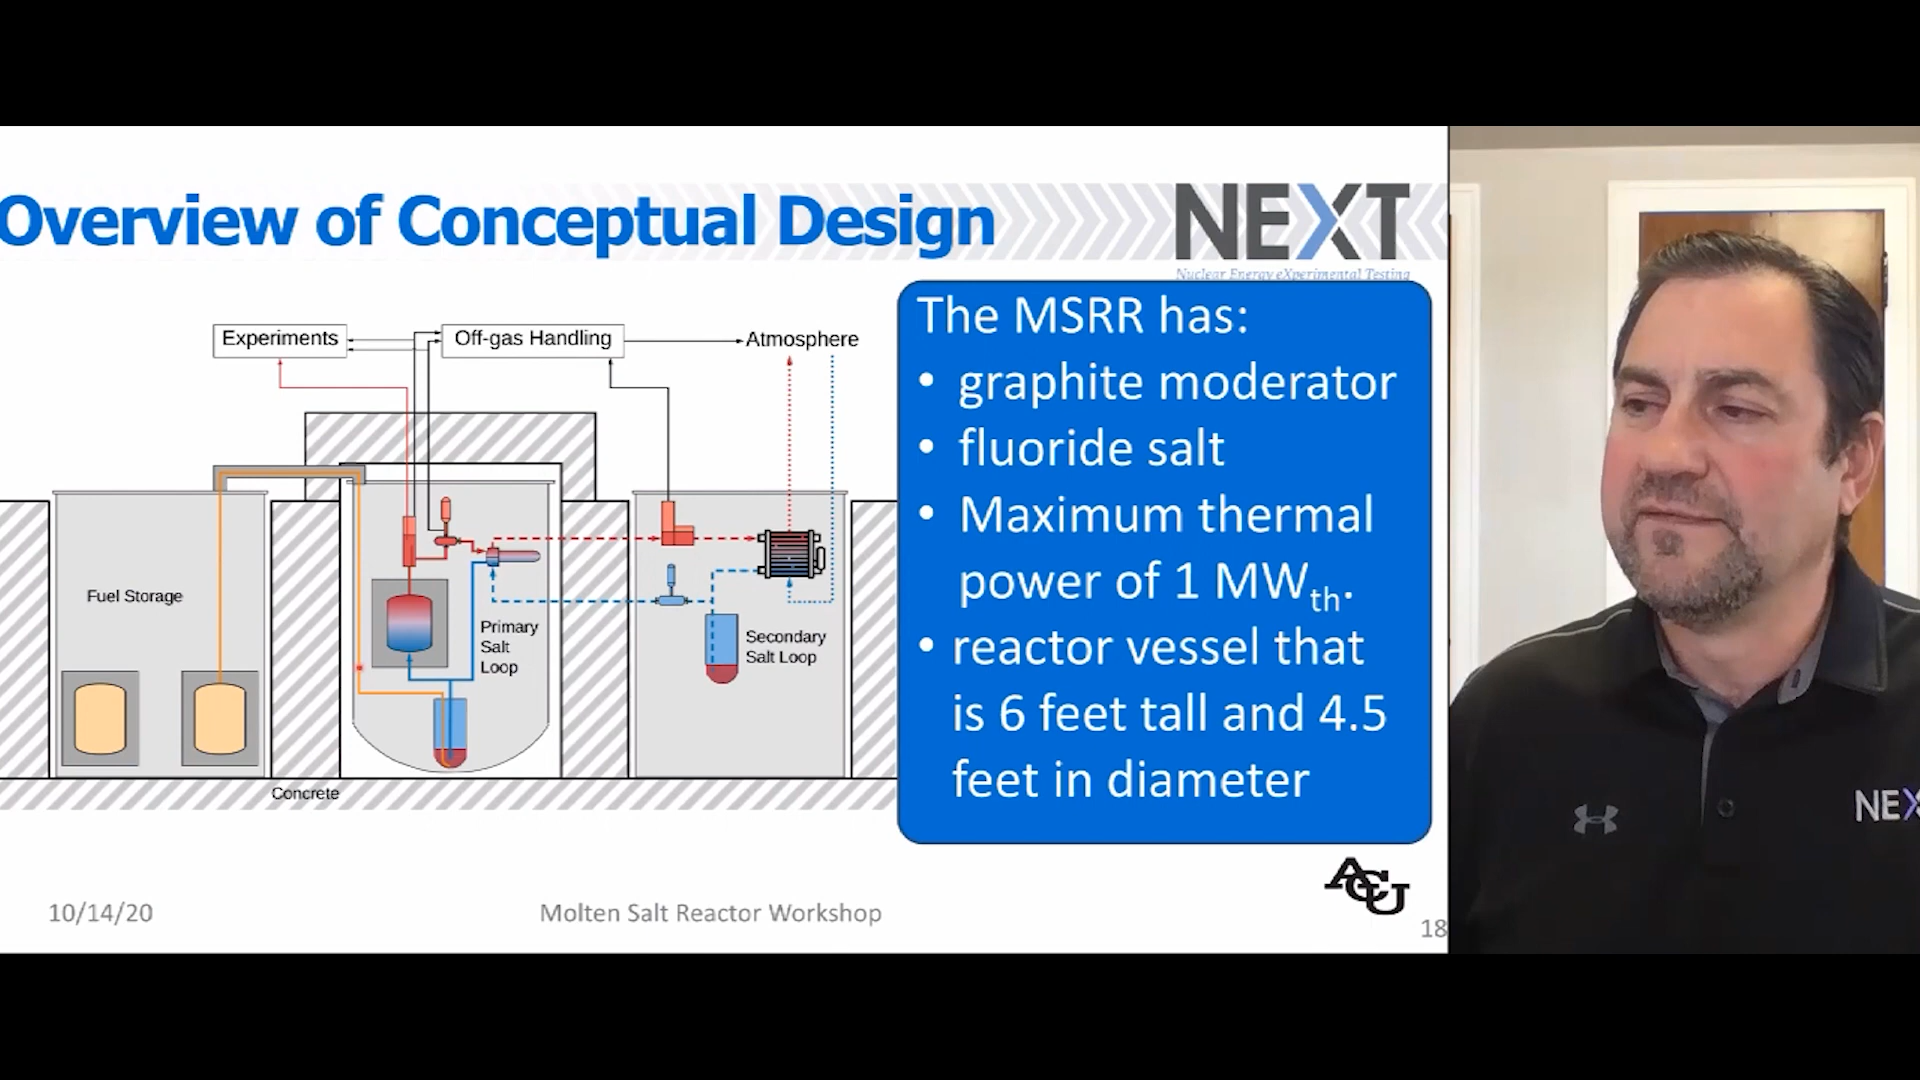 Overview of Conceptual Design
NEXT
Nuclear Energy eXperimental Testing
Experiments
Off-gas Handling
Atmosphere
Fuel Storage
Primary
Salt
Loop
Secondary
Salt Loop
Concrete
The MSRR has:
• graphite moderator
• fluoride salt
• Maximum thermal
power of 1 MWth.
• reactor vessel that
is 6 feet tall and 4.5
feet in diameter
ACU
10/14/20
Molten Salt Reactor Workshop
18
NEX